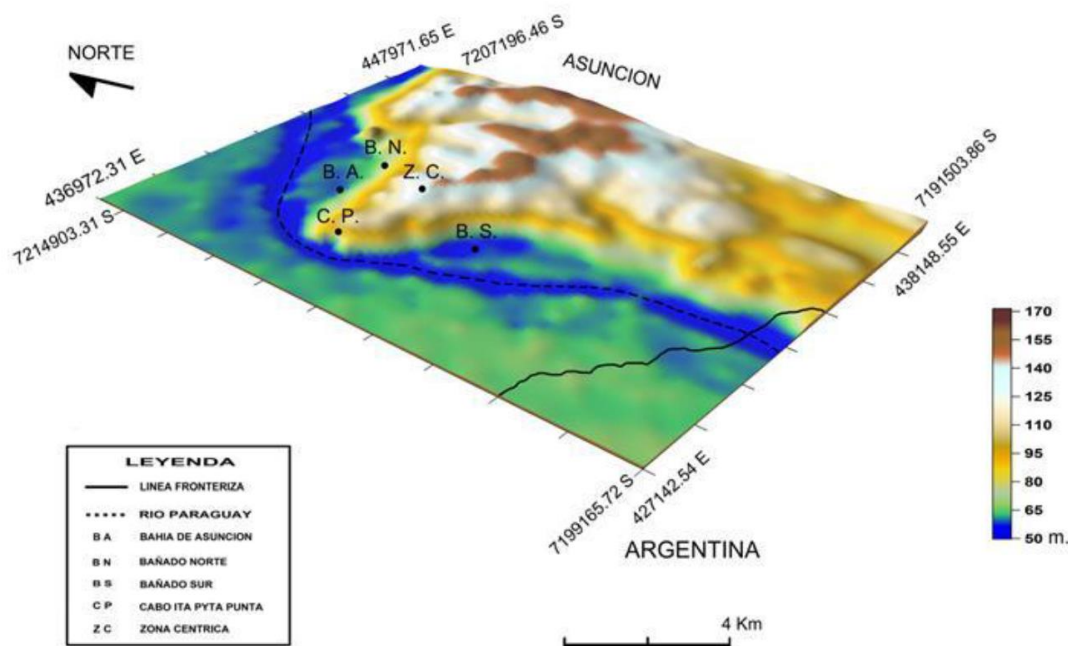 NORTE
447971.65 E
7207196.46 S
ASUNCION
436972.31 E
7214903.31 S
B. N.
B. A.
Z. C.
C. P.
B. S.
7191503.86 S
438148.55 E
7199165.72 S
427142.54 E
ARGENTINA
170
155
140
125
110
95
80
65
50 m.
LEYENDA
LINEA FRONTERIZA
RIO PARAGUAY
B A BAHIA DE ASUNCION
B N BAÑADO NORTE
B S BAÑADO SUR
C P CABO ITA PYTA PUNTA
Z C ZONA CENTRICA
4 Km